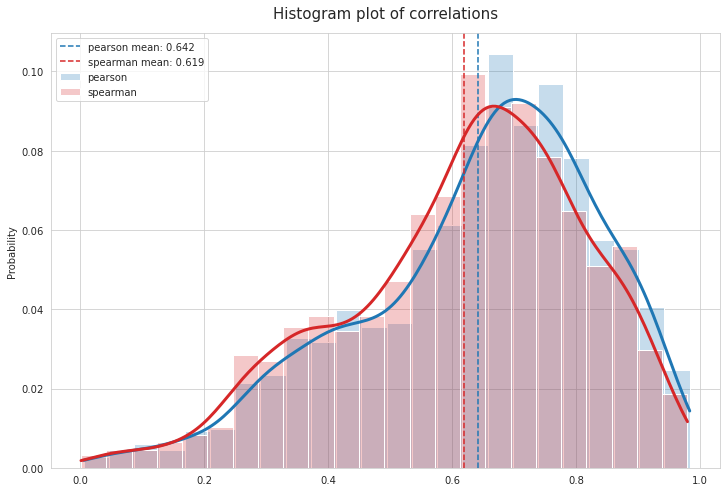 Histogram plot of correlations
pearson mean: 0.642
spearman mean: 0.619
pearson
spearman
Probability
0.10
0.08
0.06
0.04
0.02
0.00
0.0 0.2 0.4 0.6 0.8 1.0